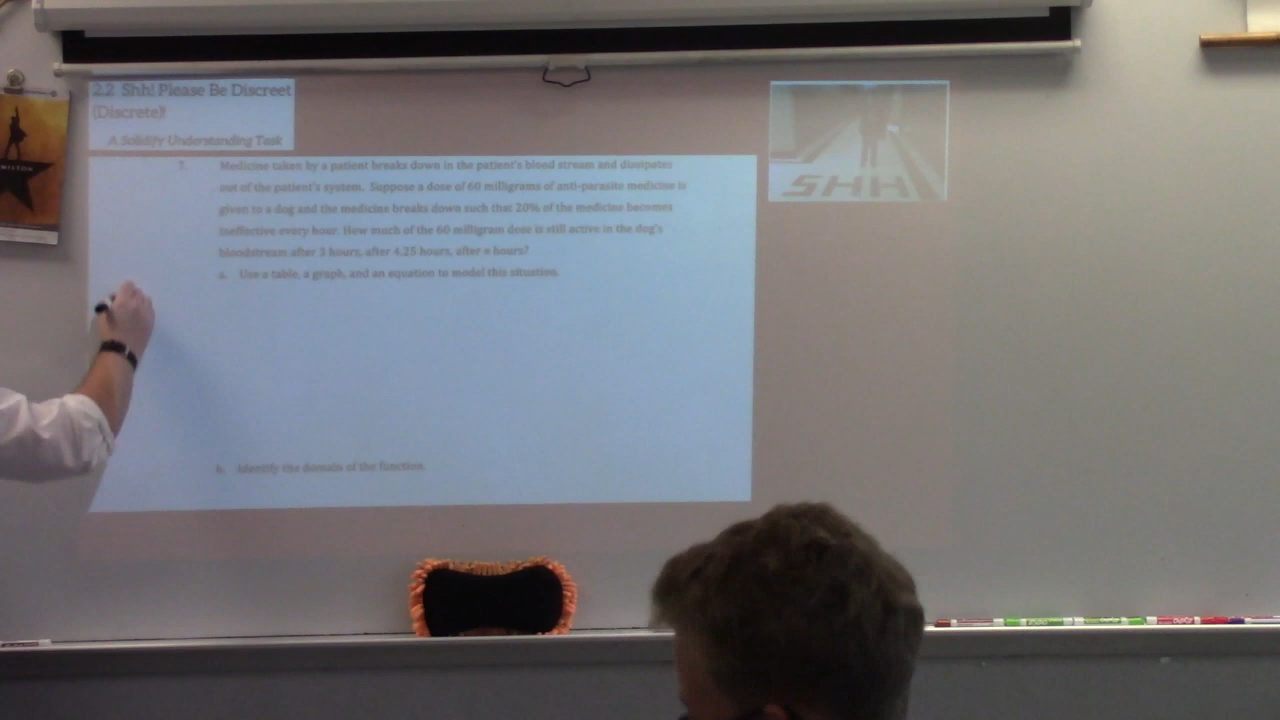 2.2 Shh! Please Be Discreet
(Discrete)!
A Solidify Understanding Task
SHH
MILTON
7. Medicine taken by a patient breaks down in the patient's blood stream and dissipates
out of the patient's system. Suppose a dose of 60 milligrams of anti-parasite medicine is
given to a dog and the medicine breaks down such that 20% of the medicine becomes
ineffective every hour. How much of the 60 milligram dose is still active in the dog's
bloodstream after 3 hours, after 4.25 hours, after n hours?
a. Use a table, a graph, and an equation to model this situation.
b. Identify the domain of the function.